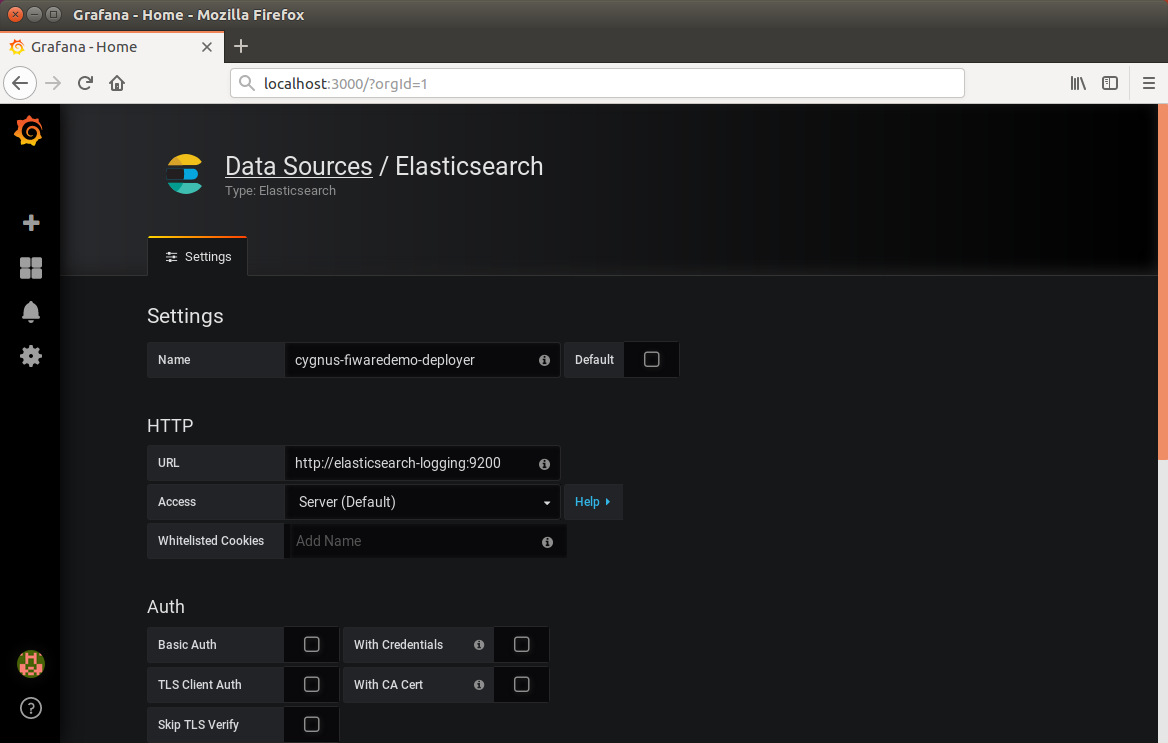 Grafana - Home - Mozilla Firefox
Grafana - Home
localhost:3000/?orgId=1
Data Sources / Elasticsearch
Type: Elasticsearch
Settings
Settings
Name cygnus-fiwaredemo-deployer Default
HTTP
URL http://elasticsearch-logging:9200
Access Server (Default) Help
Whitelisted Cookies Add Name
Auth
Basic Auth With Credentials
TLS Client Auth With CA Cert
Skip TLS Verify